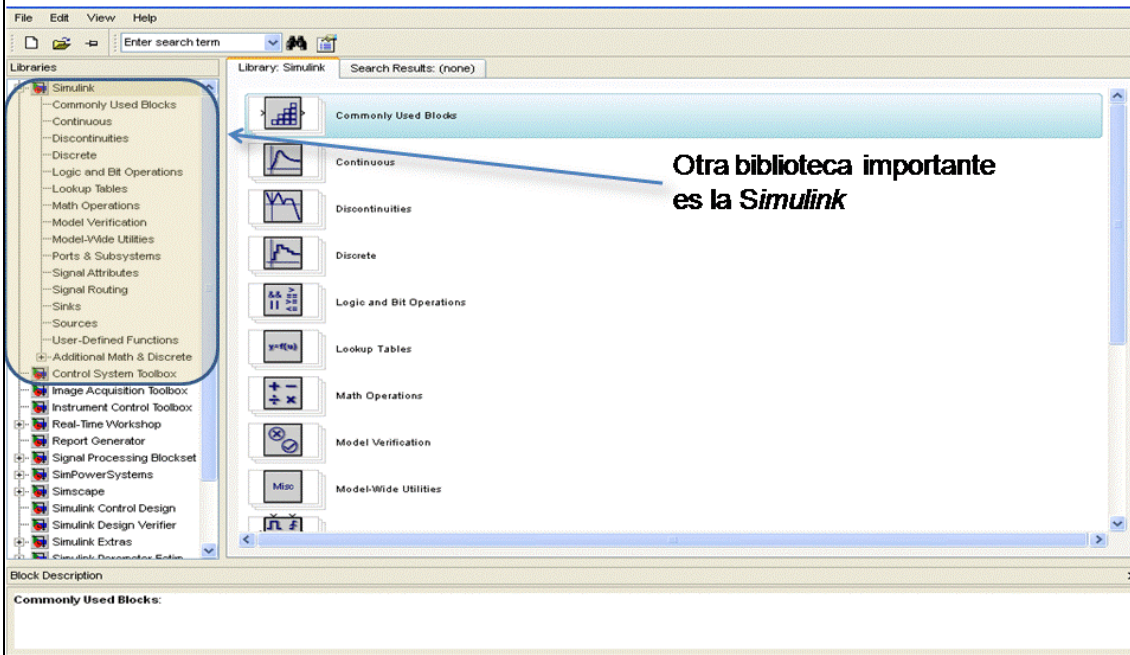 File Edit View Help
Enter search term
Libraries
Library: Simulink Search Results: (none)
Simulink
Commonly Used Blocks
Continuous
Discontinuities
Discrete
Logic and Bit Operations
Lookup Tables
Math Operations
Model Verification
Model-Wide Utilities
Ports & Subsystems
Signal Attributes
Signal Routing
Sinks
Sources
User-Defined Functions
Additional Math & Discrete
Control System Toolbox
Image Acquisition Toolbox
Instrument Control Toolbox
Real-Time Workshop
Report Generator
Signal Processing Blockset
SimPowerSystems
Simscape
Simulink Control Design
Simulink Design Verifier
Simulink Extras
Commonly Used Blocks
Continuous
Discontinuities
Discrete
&& >= || <=
Logic and Bit Operations
y=f(u)
Lookup Tables
+ − ÷ ×
Math Operations
Model Verification
Misc
Model-Wide Utilities
Otra biblioteca importante
es la Simulink
Block Description
Commonly Used Blocks: